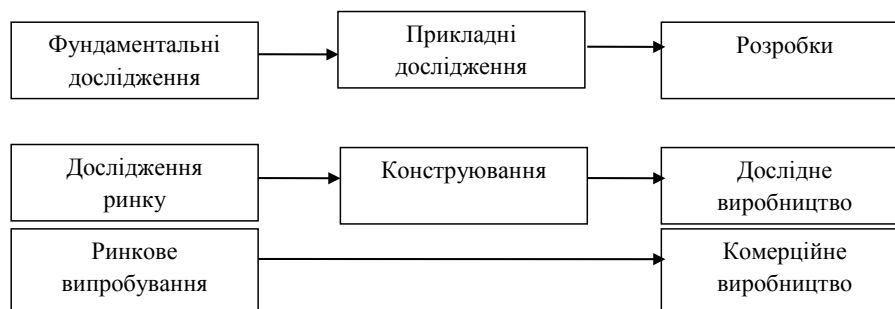 Фундаментальні
дослідження
Прикладні
дослідження
Розробки
Дослідження
ринку
Конструювання
Дослідне
виробництво
Ринкове
випробування
Комерційне
виробництво